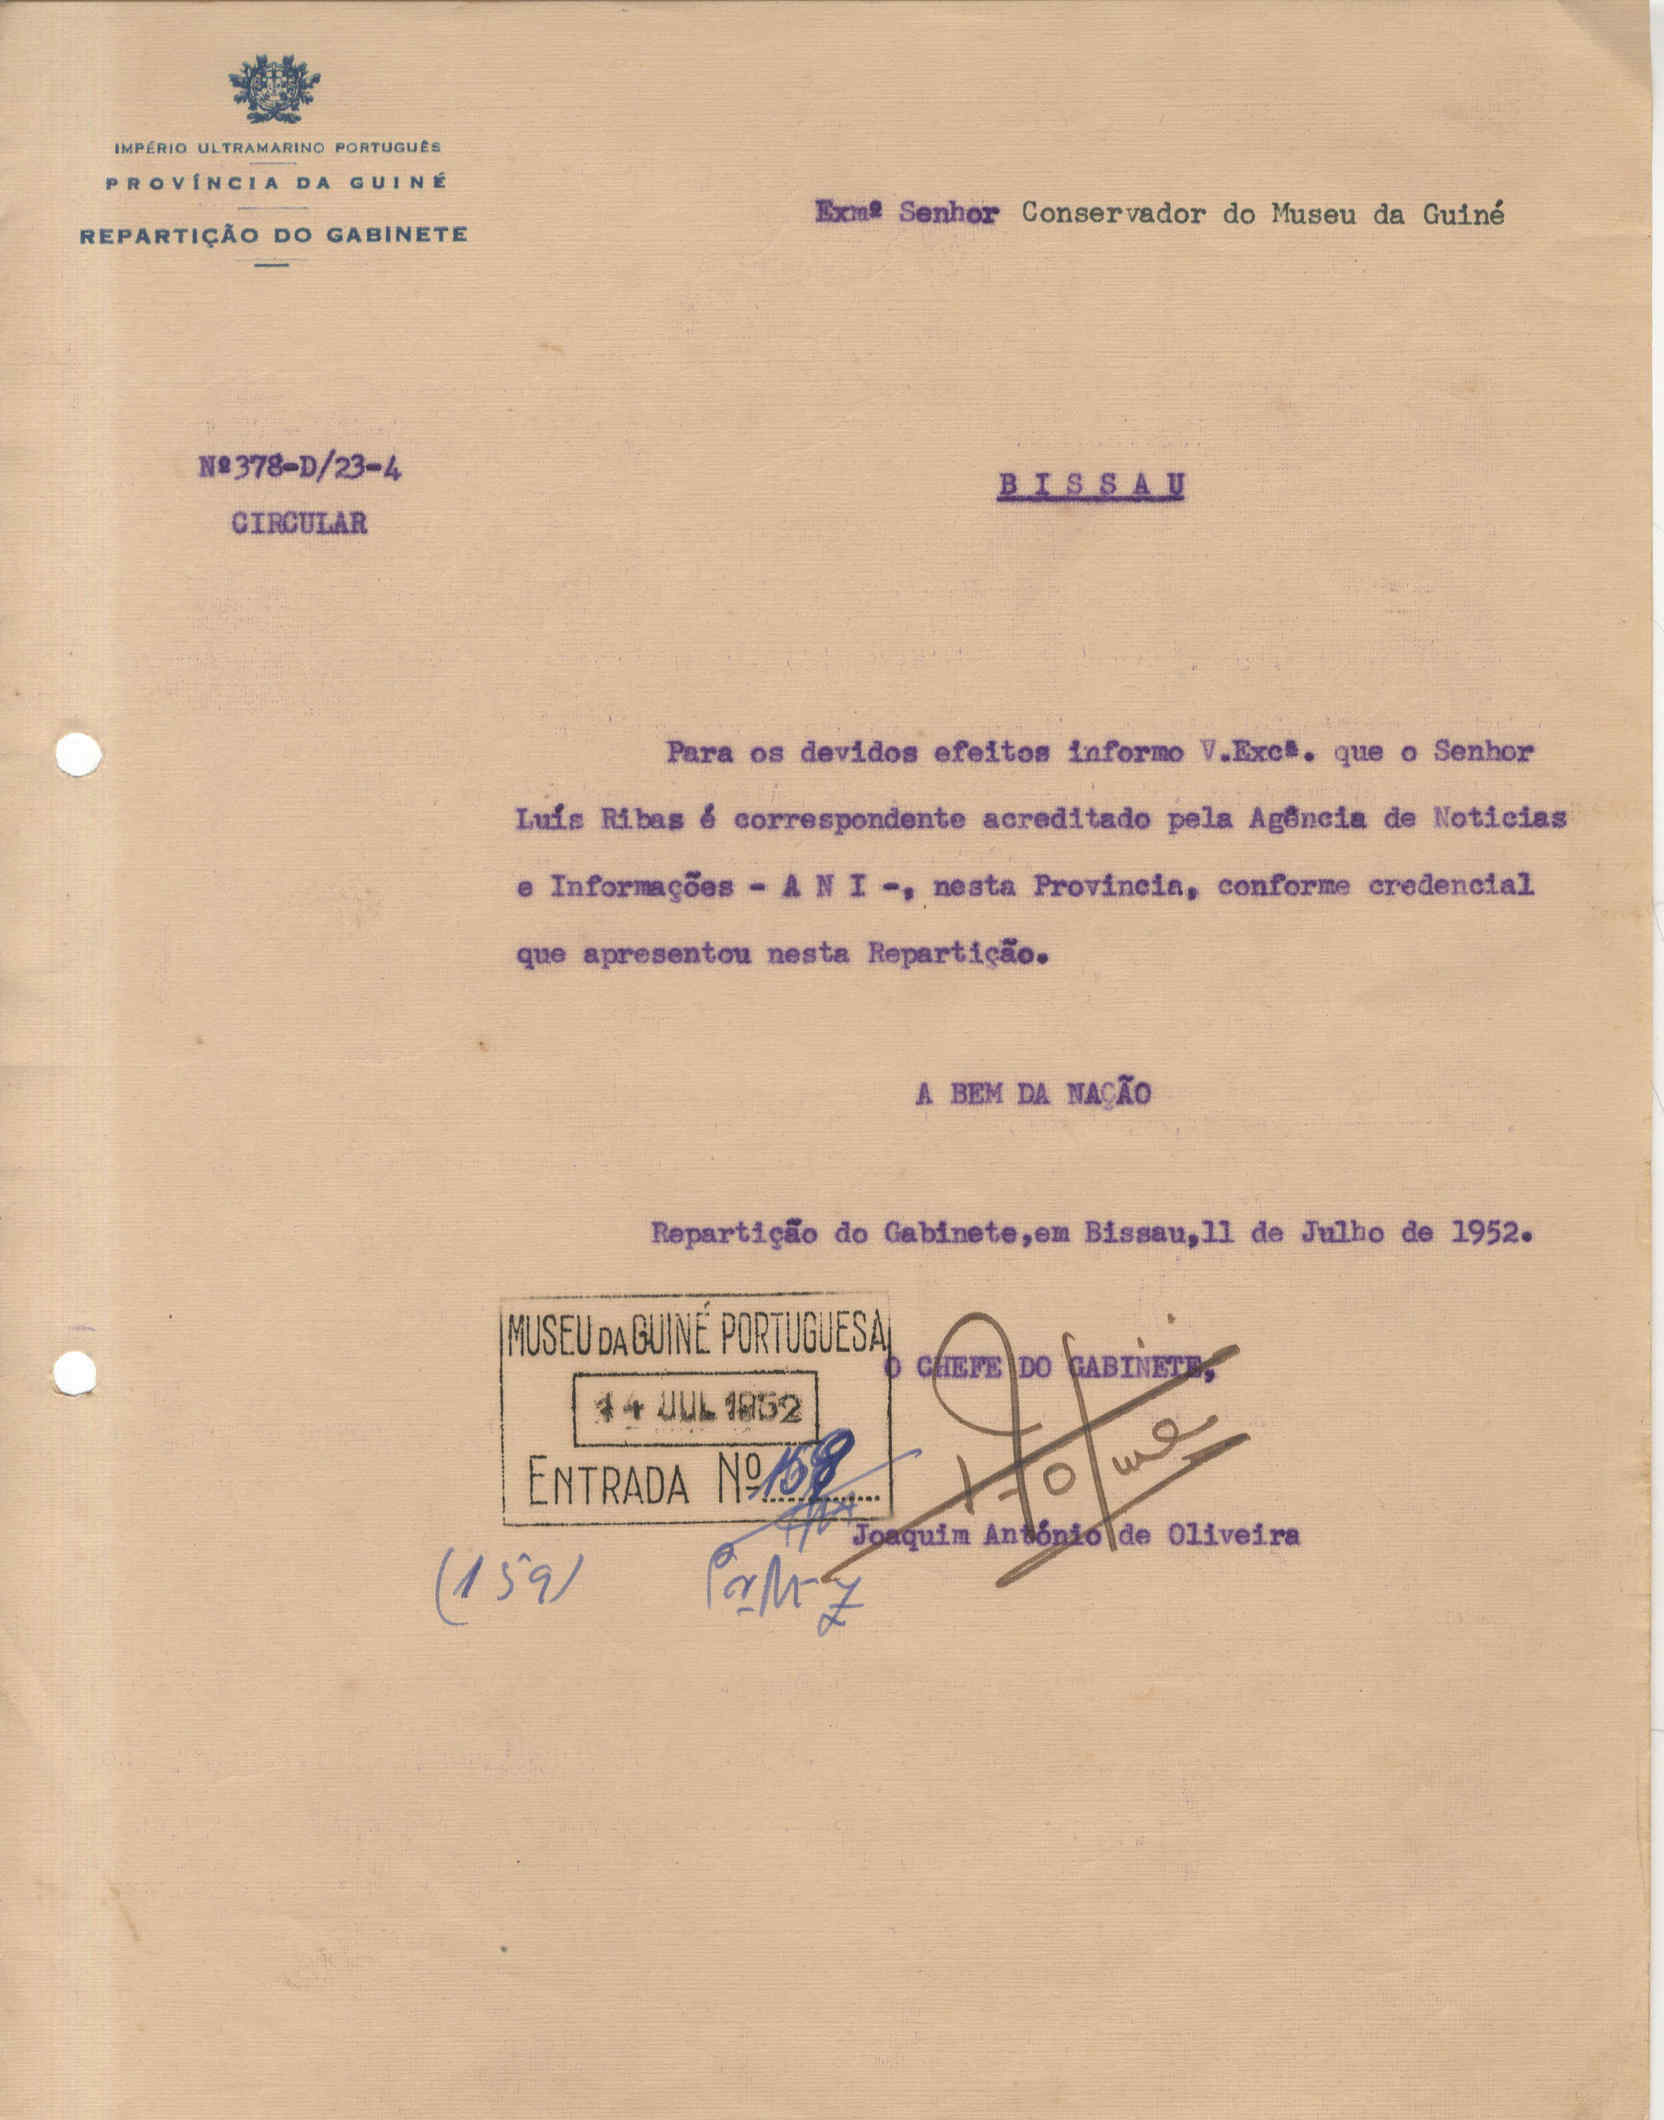 IMPÉRIO ULTRAMARINO PORTUGUÊS
PROVÍNCIA DA GUINÉ
REPARTIÇÃO DO GABINETE
Exmº Senhor Conservador do Museu da Guiné
Nº378-D/23-4
CIRCULAR
B I S S A U
Para os devidos efeitos informo V.Excª. que o Senhor
Luís Ribas é correspondente acreditado pela Agência de Noticias
e Informações - A N I -, nesta Provincia, conforme credencial
que apresentou nesta Repartição.
A BEM DA NAÇÃO
Repartição do Gabinete,em Bissau,11 de Julho de 1952.
MUSEU DA GUINÉ PORTUGUESA
14 JUL 1952
ENTRADA Nº 159
O CHEFE DO GABINETE,
Joaquim António de Oliveira
(159)